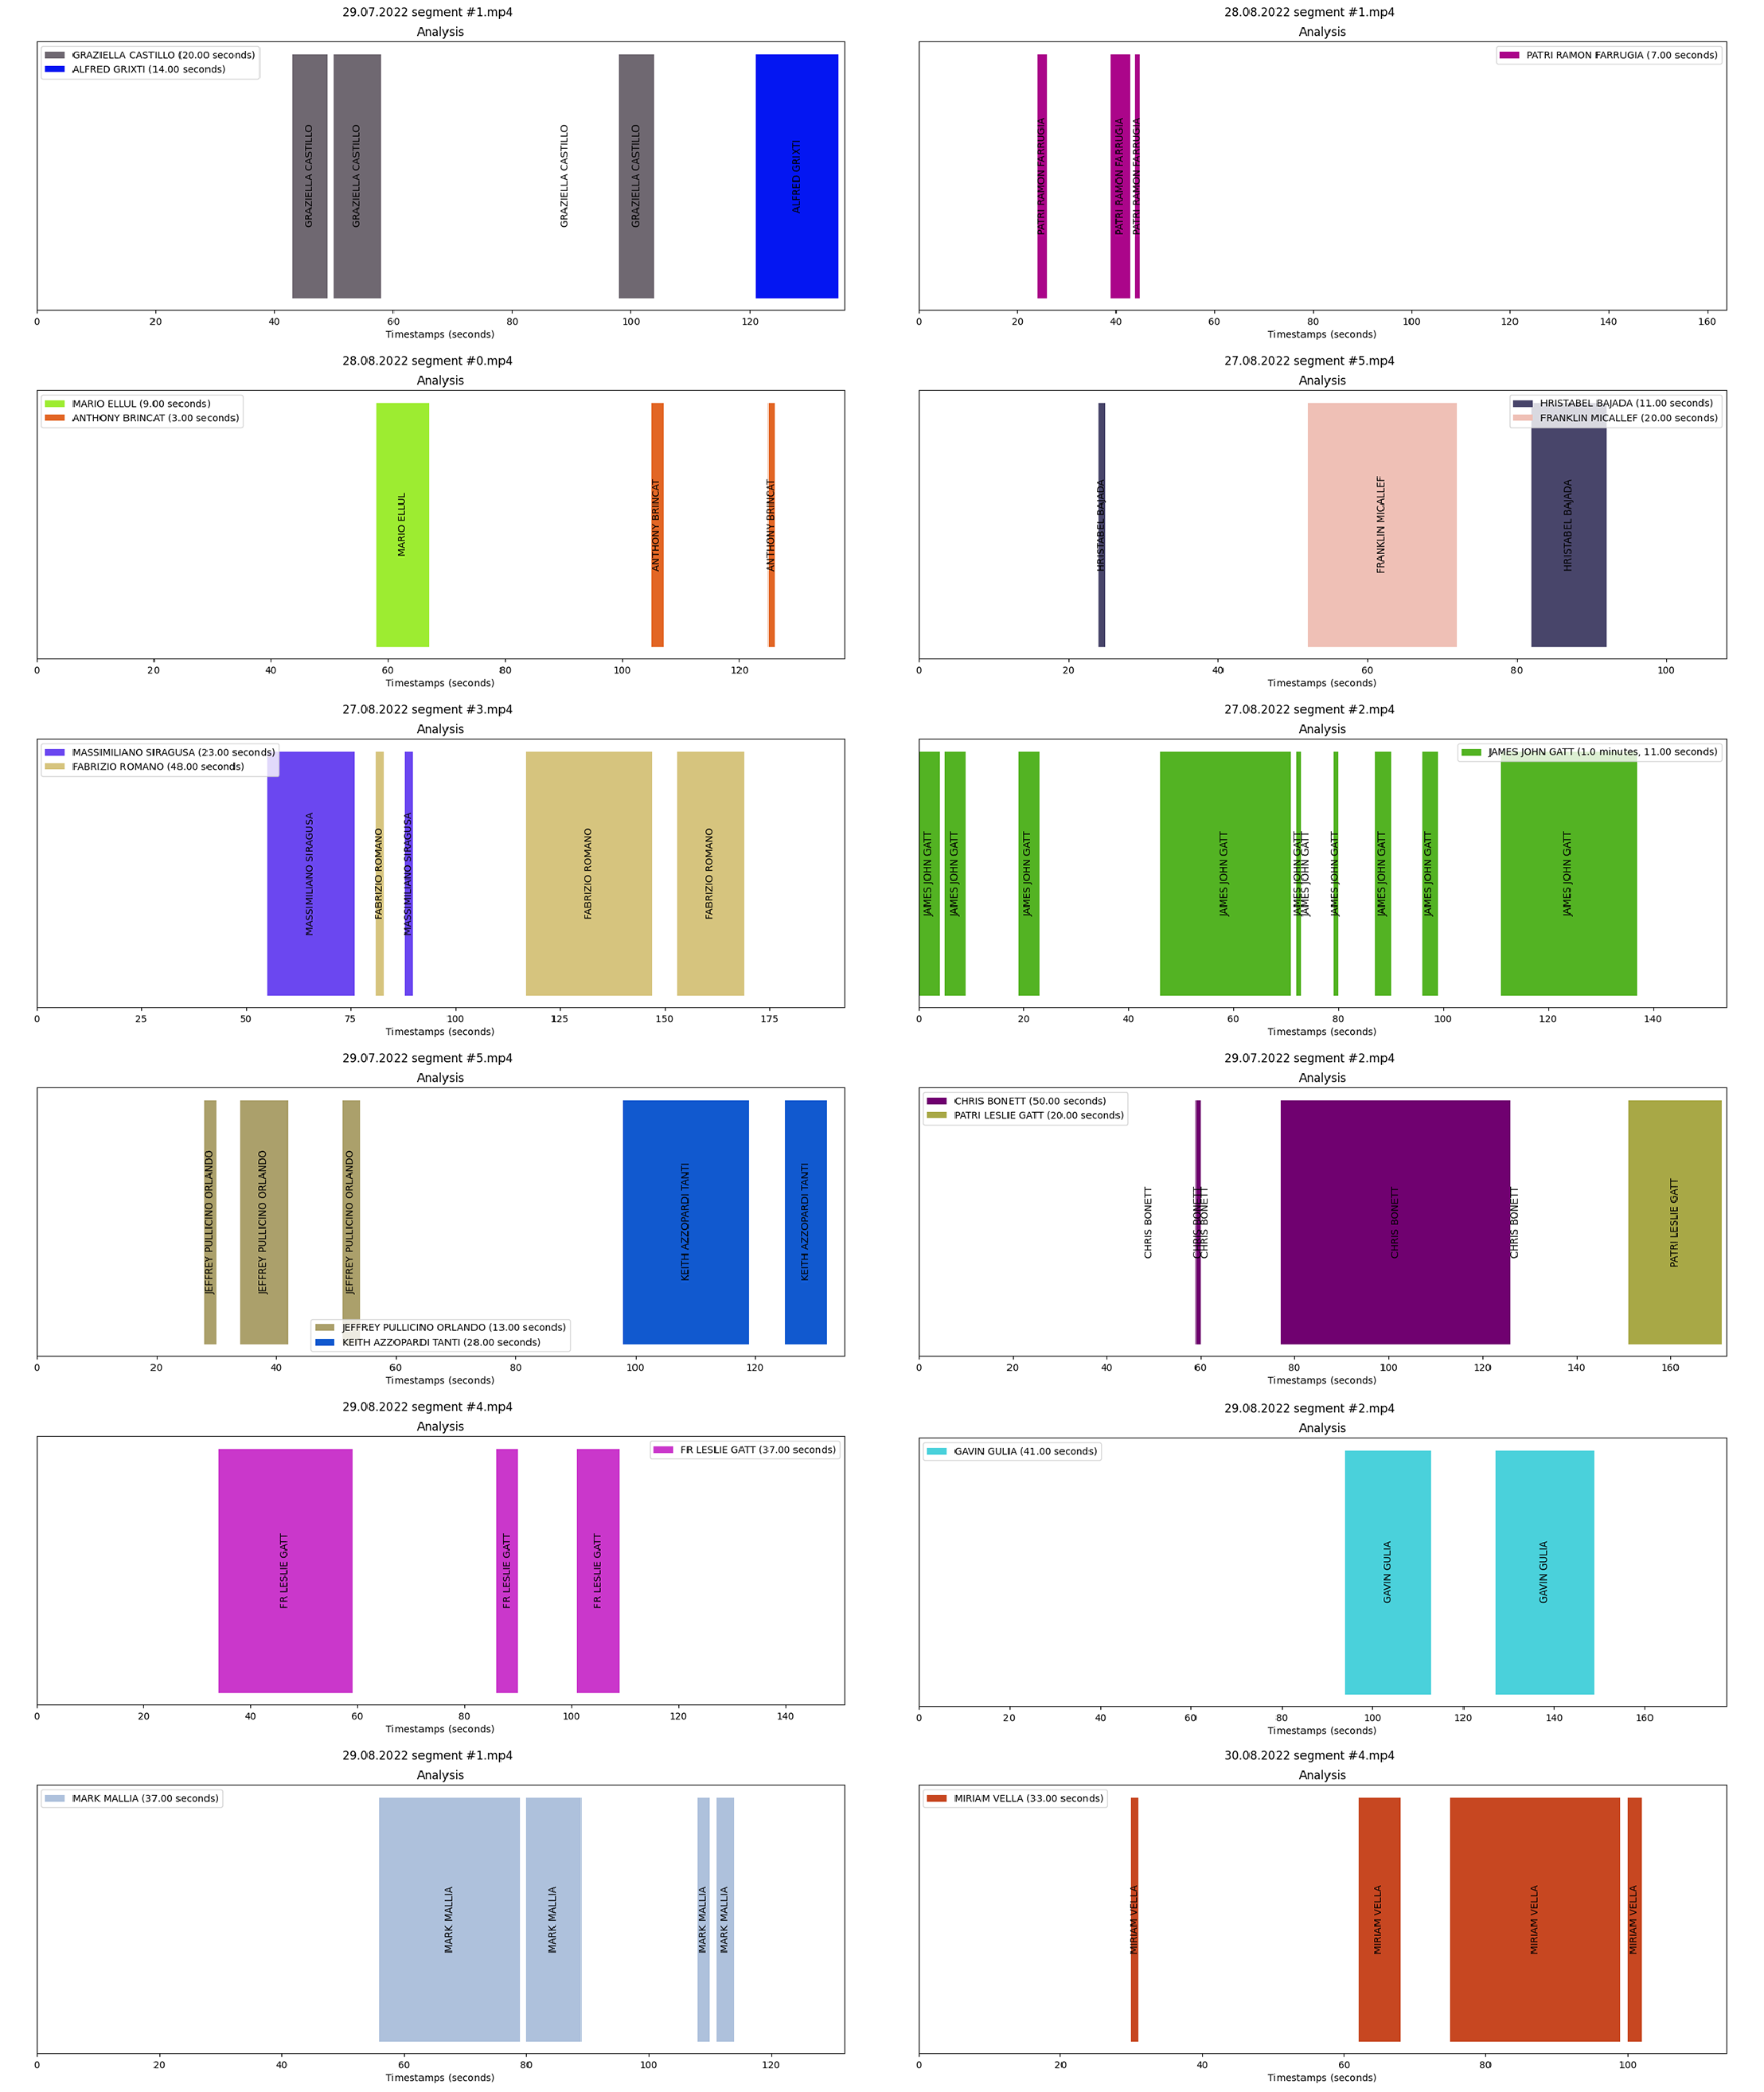 29.07.2022 segment #1.mp4
Analysis
GRAZIELLA CASTILLO (20.00 seconds)
ALFRED GRIXTI (14.00 seconds)
GRAZIELLA CASTILLO
GRAZIELLA CASTILLO
GRAZIELLA CASTILLO
GRAZIELLA CASTILLO
ALFRED GRIXTI
0 20 40 60 80 100 120
Timestamps (seconds)
28.08.2022 segment #1.mp4
Analysis
PATRI RAMON FARRUGIA (7.00 seconds)
PATRI RAMON FARRUGIA
PATRI RAMON FARRUGIA
PATRI RAMON FARRUGIA
0 20 40 60 80 100 120 140 160
Timestamps (seconds)
28.08.2022 segment #0.mp4
Analysis
MARIO ELLUL (9.00 seconds)
ANTHONY BRINCAT (3.00 seconds)
MARIO ELLUL
ANTHONY BRINCAT
ANTHONY BRINCAT
0 20 40 60 80 100 120
Timestamps (seconds)
27.08.2022 segment #5.mp4
Analysis
HRISTABEL BAJADA (11.00 seconds)
FRANKLIN MICALLEF (20.00 seconds)
HRISTABEL BAJADA
FRANKLIN MICALLEF
HRISTABEL BAJADA
0 20 40 60 80 100
Timestamps (seconds)
27.08.2022 segment #3.mp4
Analysis
MASSIMILIANO SIRAGUSA (23.00 seconds)
FABRIZIO ROMANO (48.00 seconds)
MASSIMILIANO SIRAGUSA
FABRIZIO ROMANO
MASSIMILIANO SIRAGUSA
FABRIZIO ROMANO
FABRIZIO ROMANO
0 25 50 75 100 125 150 175
Timestamps (seconds)
27.08.2022 segment #2.mp4
Analysis
JAMES JOHN GATT (1.0 minutes, 11.00 seconds)
JAMES JOHN GATT
JAMES JOHN GATT
JAMES JOHN GATT
JAMES JOHN GATT
JAMES JOHN GATT
JAMES JOHN GATT
JAMES JOHN GATT
JAMES JOHN GATT
JAMES JOHN GATT
JAMES JOHN GATT
0 20 40 60 80 100 120 140
Timestamps (seconds)
29.07.2022 segment #5.mp4
Analysis
JEFFREY PULLICINO ORLANDO
JEFFREY PULLICINO ORLANDO
JEFFREY PULLICINO ORLANDO
KEITH AZZOPARDI TANTI
KEITH AZZOPARDI TANTI
JEFFREY PULLICINO ORLANDO (13.00 seconds)
KEITH AZZOPARDI TANTI (28.00 seconds)
0 20 40 60 80 100 120
Timestamps (seconds)
29.07.2022 segment #2.mp4
Analysis
CHRIS BONETT (50.00 seconds)
PATRI LESLIE GATT (20.00 seconds)
CHRIS BONETT
CHRIS BONETT
CHRIS BONETT
CHRIS BONETT
CHRIS BONETT
PATRI LESLIE GATT
0 20 40 60 80 100 120 140 160
Timestamps (seconds)
29.08.2022 segment #4.mp4
Analysis
FR LESLIE GATT (37.00 seconds)
FR LESLIE GATT
FR LESLIE GATT
FR LESLIE GATT
0 20 40 60 80 100 120 140
Timestamps (seconds)
29.08.2022 segment #2.mp4
Analysis
GAVIN GULIA (41.00 seconds)
GAVIN GULIA
GAVIN GULIA
0 20 40 60 80 100 120 140 160
Timestamps (seconds)
29.08.2022 segment #1.mp4
Analysis
MARK MALLIA (37.00 seconds)
MARK MALLIA
MARK MALLIA
MARK MALLIA
MARK MALLIA
0 20 40 60 80 100 120
Timestamps (seconds)
30.08.2022 segment #4.mp4
Analysis
MIRIAM VELLA (33.00 seconds)
MIRIAM VELLA
MIRIAM VELLA
MIRIAM VELLA
MIRIAM VELLA
0 20 40 60 80 100
Timestamps (seconds)